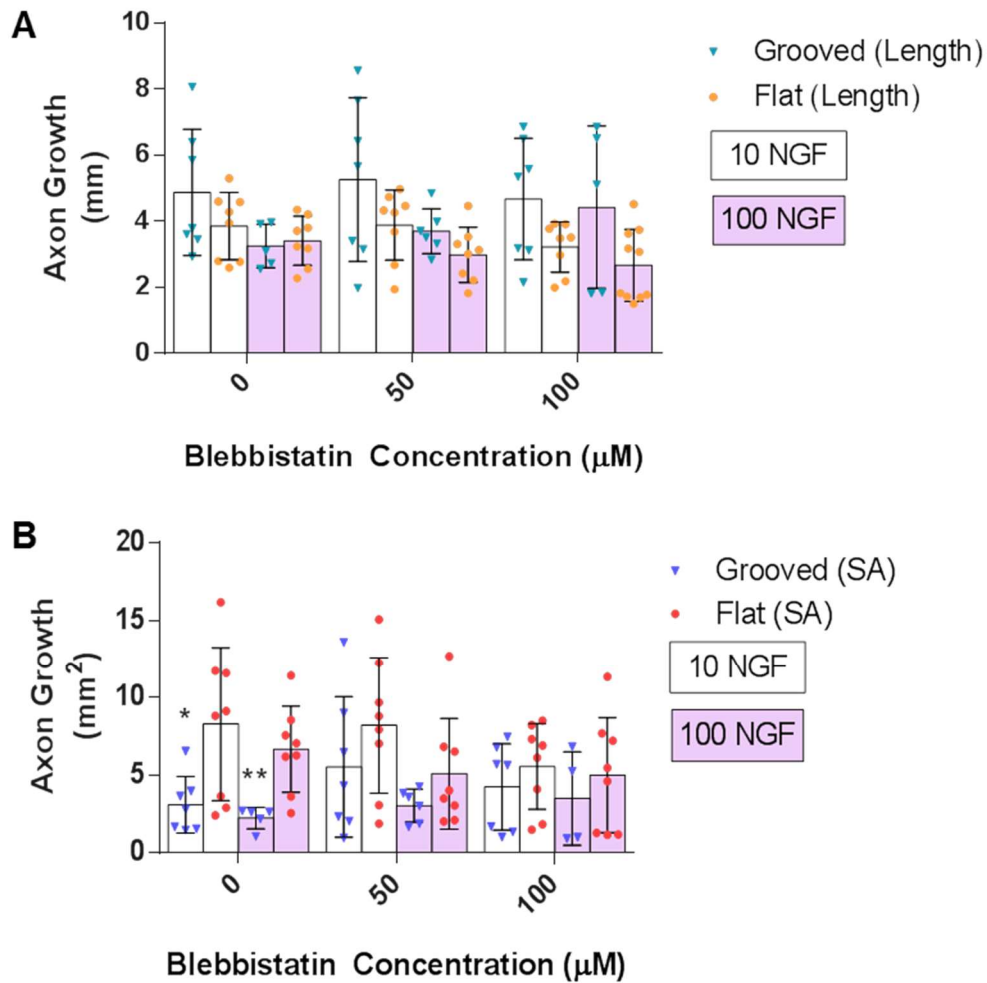 A
10
8
6
4
2
0
Axon Growth
(mm)
0
50
100
Blebbistatin Concentration (μM)
Grooved (Length)
Flat (Length)
10 NGF
100 NGF
B
20
15
10
5
0
Axon Growth
(mm²)
*
**
0
50
100
Blebbistatin Concentration (μM)
Grooved (SA)
Flat (SA)
10 NGF
100 NGF